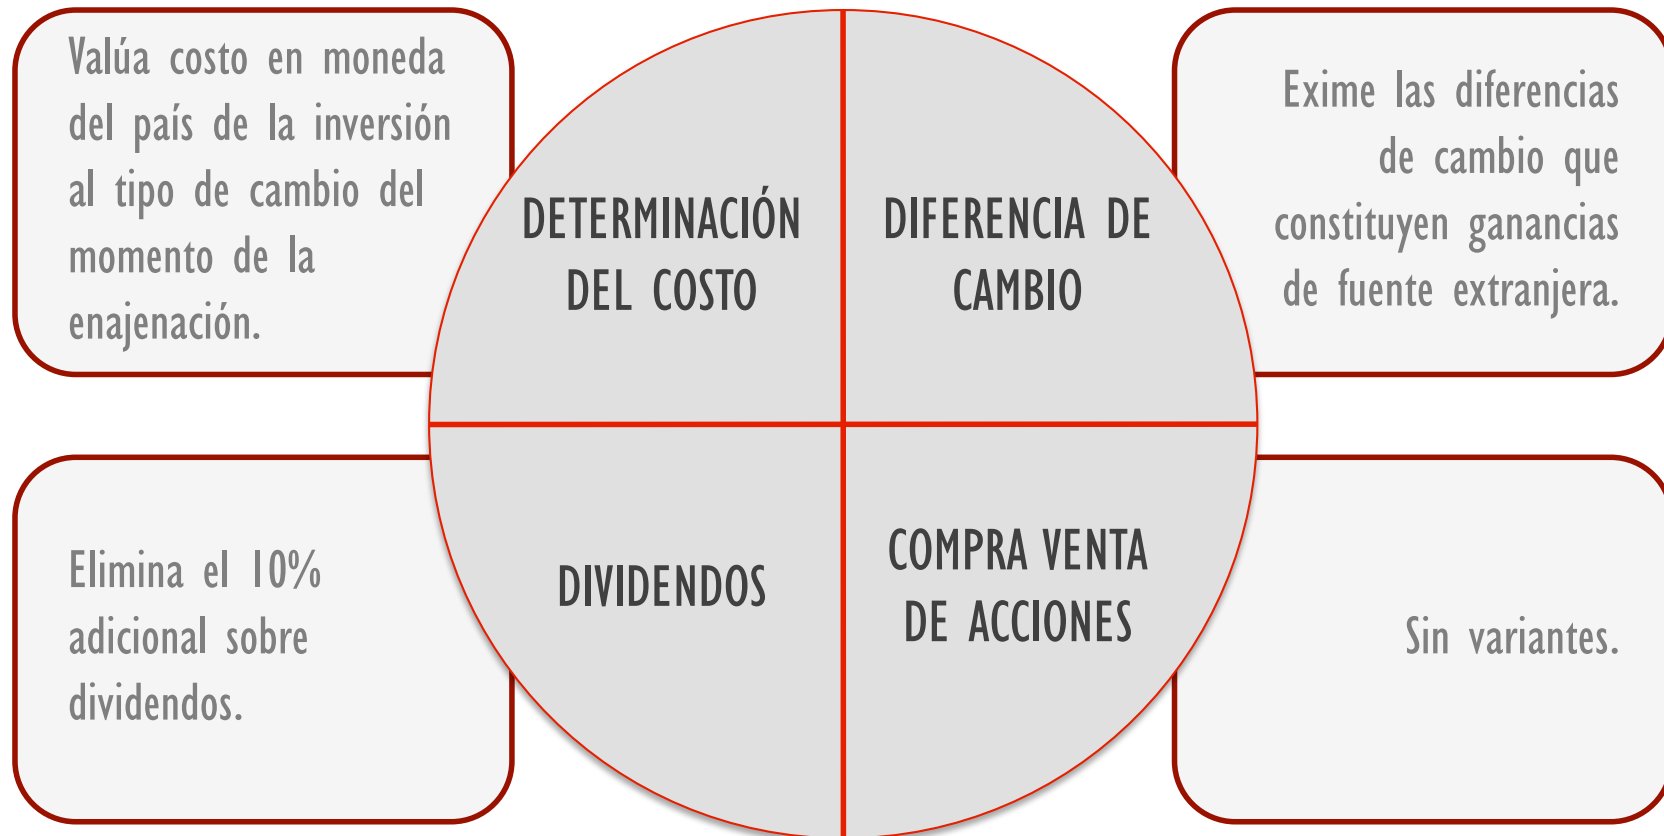 Valúa costo en moneda
del país de la inversión
al tipo de cambio del
momento de la
enajenación.
DETERMINACIÓN
DEL COSTO
DIFERENCIA DE
CAMBIO
Exime las diferencias
de cambio que
constituyen ganancias
de fuente extranjera.
Elimina el 10%
adicional sobre
dividendos.
DIVIDENDOS
COMPRA VENTA
DE ACCIONES
Sin variantes.